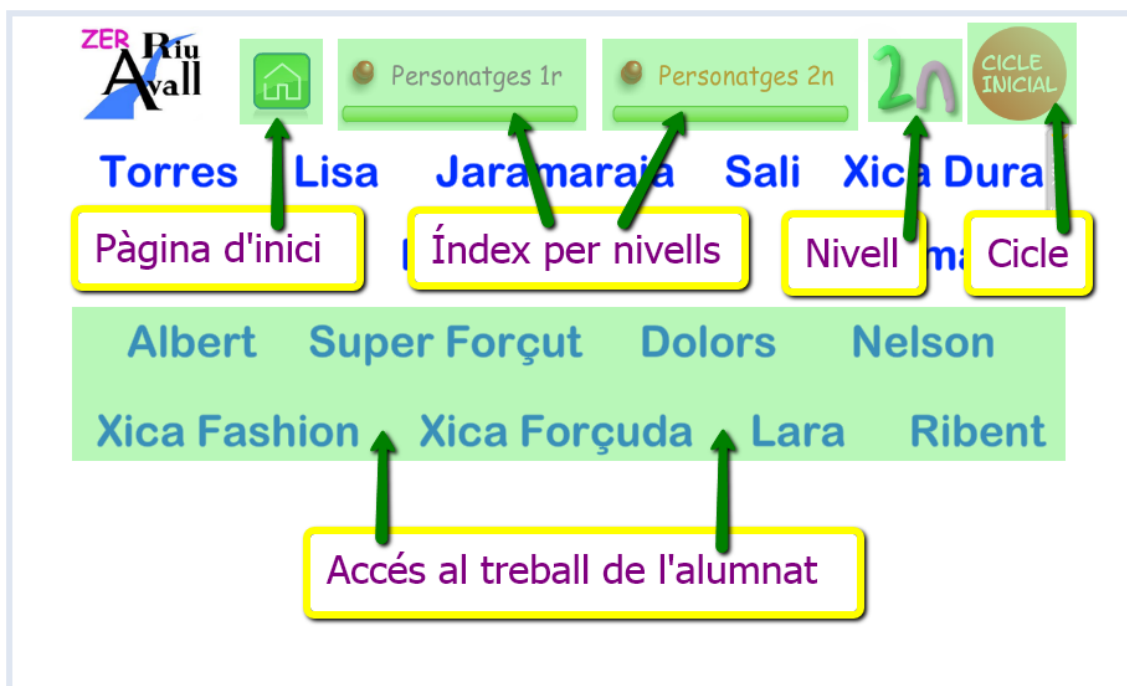 ZER Riu Avall
Personatges 1r Personatges 2n 2n CICLE INICIAL
Torres Lisa Jaramaraja Sali Xica Dura
Pàgina d'inici Índex per nivells Nivell Cicle
Albert Super Forçut Dolors Nelson
Xica Fashion Xica Forçuda Lara Ribent
Accés al treball de l'alumnat